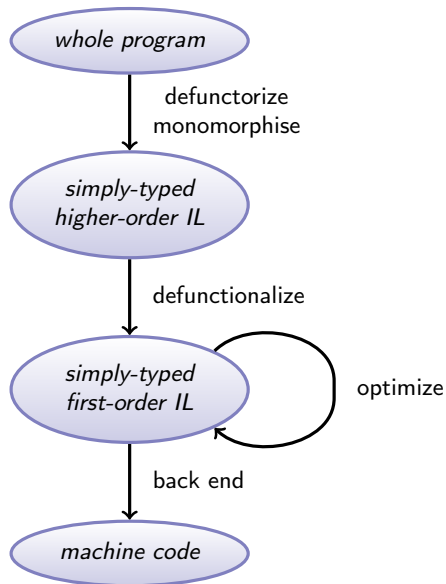 whole program
defunctorize
monomorphise
simply-typed
higher-order IL
defunctionalize
simply-typed
first-order IL
optimize
back end
machine code